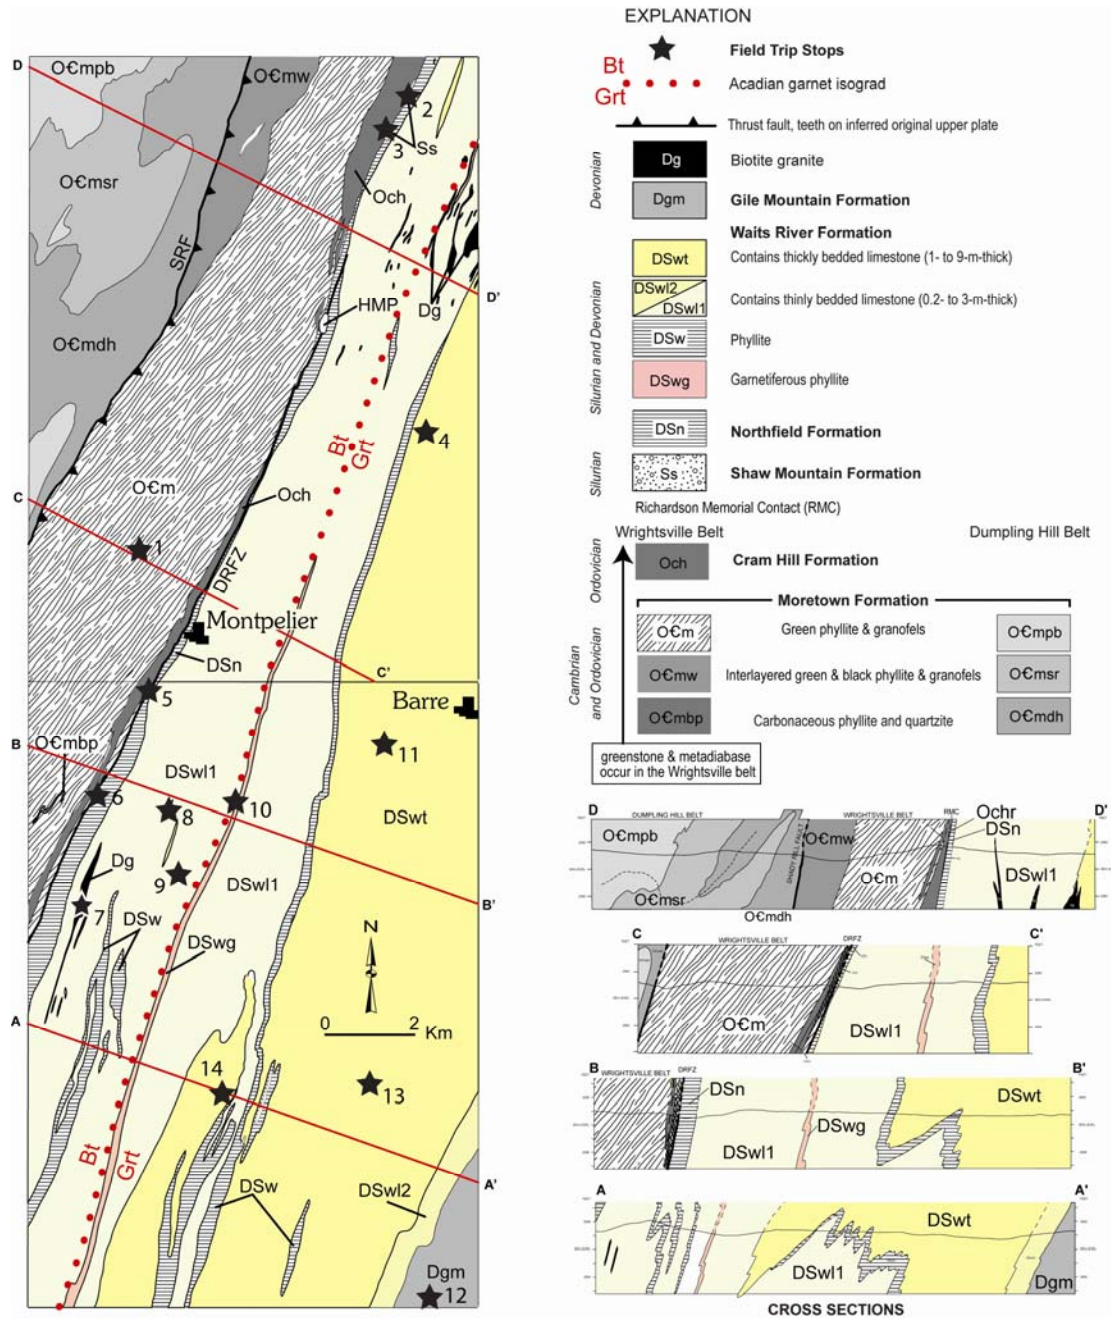 D
O€mpb
O€mw
2
3
Ss
O€msr
Och
SRF
D'
HMP
Dg
O€mdh
4
Bt
Grt
O€m
C
Och
1
DRFZ
Montpelier
DSn
C'
5
Barre
O€mbp
B
11
DSwl1
6
8
10
DSwt
Dg
9
DSwl1
7
DSw
B'
DSwg
N
A
0 2 Km
14
13
Bt
Grt
A'
DSw
DSwl2
Dgm
12
EXPLANATION
Field Trip Stops
Bt
Grt
Acadian garnet isograd
Thrust fault, teeth on inferred original upper plate
Devonian
Dg
Biotite granite
Dgm
Gile Mountain Formation
Waits River Formation
Silurian and Devonian
DSwt
Contains thickly bedded limestone (1- to 9-m-thick)
DSwl2
DSwl1
Contains thinly bedded limestone (0.2- to 3-m-thick)
DSw
Phyllite
DSwg
Garnetiferous phyllite
DSn
Northfield Formation
Silurian
Ss
Shaw Mountain Formation
Richardson Memorial Contact (RMC)
Wrightsville Belt
Dumpling Hill Belt
Ordovician
Och
Cram Hill Formation
Moretown Formation
Cambrian
and Ordovician
O€m
Green phyllite & granofels
O€mpb
O€mw
Interlayered green & black phyllite & granofels
O€msr
O€mbp
Carbonaceous phyllite and quartzite
O€mdh
greenstone & metadiabase
occur in the Wrightsville belt
D
DUMPLING HILL BELT
WRIGHTSVILLE BELT
RMC
Ochr
D'
DSn
O€mpb
O€mw
SHADY RILL FAULT
O€m
DSwl1
O€msr
O€mdh
C
WRIGHTSVILLE BELT
DRFZ
C'
O€m
DSwl1
B
WRIGHTSVILLE BELT
DRFZ
B'
DSn
DSwt
DSwg
DSwl1
A
A'
DSwt
DSwl1
Dgm
CROSS SECTIONS